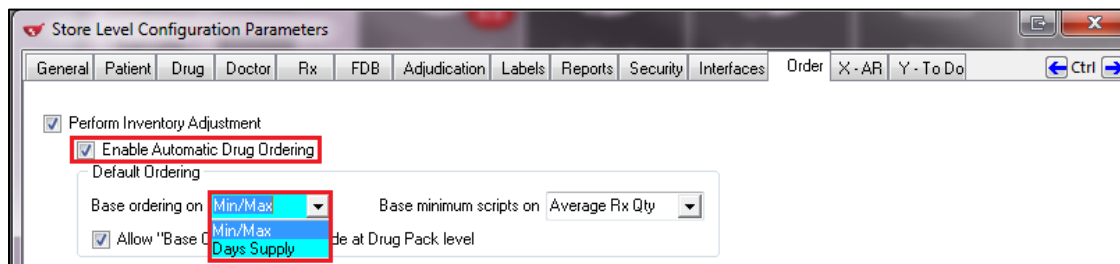 Store Level Configuration Parameters
X
General Patient Drug Doctor Rx FDB Adjudication Labels Reports Security Interfaces Order X - AR Y - To Do Ctrl
Perform Inventory Adjustment
Enable Automatic Drug Ordering
Default Ordering
Base ordering on Min/Max Base minimum scripts on Average Rx Qty
Min/Max
Allow "Base de at Drug Pack level
Days Supply